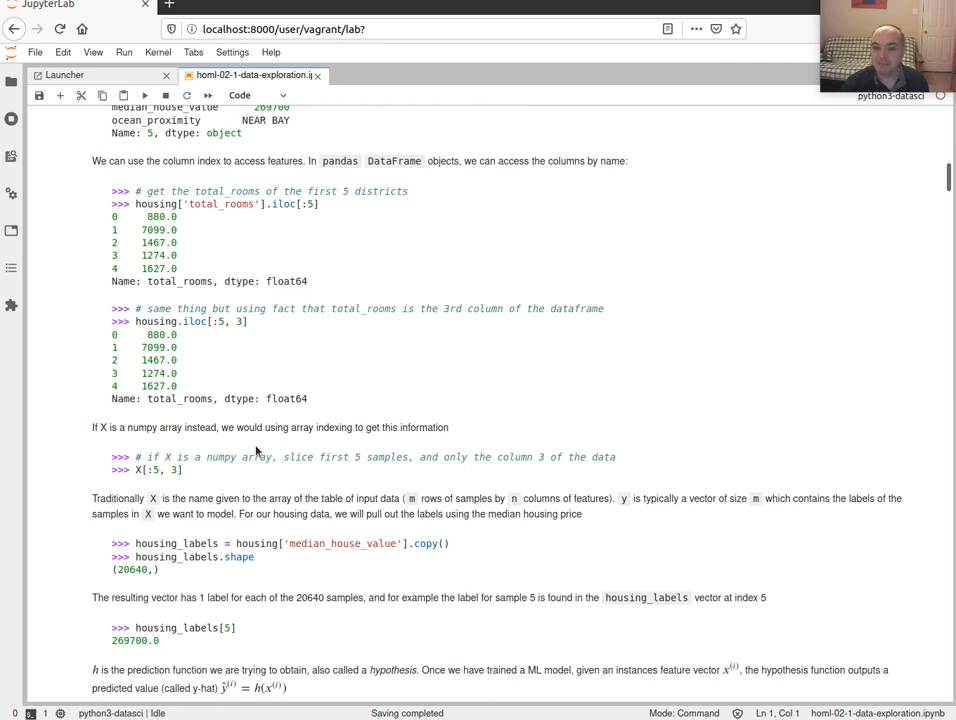 JupyterLab
localhost:8000/user/vagrant/lab?
File Edit View Run Kernel Tabs Settings Help
Launcher
homl-02-1-data-exploration.i
Code
python3-datasci
median_house_value 269700
ocean_proximity NEAR BAY
Name: 5, dtype: object
We can use the column index to access features. In pandas DataFrame objects, we can access the columns by name:
>>> # get the total_rooms of the first 5 districts
>>> housing['total_rooms'].iloc[:5]
0 880.0
1 7099.0
2 1467.0
3 1274.0
4 1627.0
Name: total_rooms, dtype: float64
>>> # same thing but using fact that total_rooms is the 3rd column of the dataframe
>>> housing.iloc[:5, 3]
0 880.0
1 7099.0
2 1467.0
3 1274.0
4 1627.0
Name: total_rooms, dtype: float64
If X is a numpy array instead, we would using array indexing to get this information
>>> # if X is a numpy array, slice first 5 samples, and only the column 3 of the data
>>> X[:5, 3]
Traditionally X is the name given to the array of the table of input data ( m rows of samples by n columns of features). y is typically a vector of size m which contains the labels of the
samples in X we want to model. For our housing data, we will pull out the labels using the median housing price
>>> housing_labels = housing['median_house_value'].copy()
>>> housing_labels.shape
(20640,)
The resulting vector has 1 label for each of the 20640 samples, and for example the label for sample 5 is found in the housing_labels vector at index 5
>>> housing_labels[5]
269700.0
h is the prediction function we are trying to obtain, also called a hypothesis. Once we have trained a ML model, given an instances feature vector x⁽ⁱ⁾, the hypothesis function outputs a
predicted value (called y-hat) ŷ⁽ⁱ⁾ = h(x⁽ⁱ⁾)
0 1 python3-datasci | Idle Saving completed Mode: Command Ln 1, Col 1 homl-02-1-data-exploration.ipynb